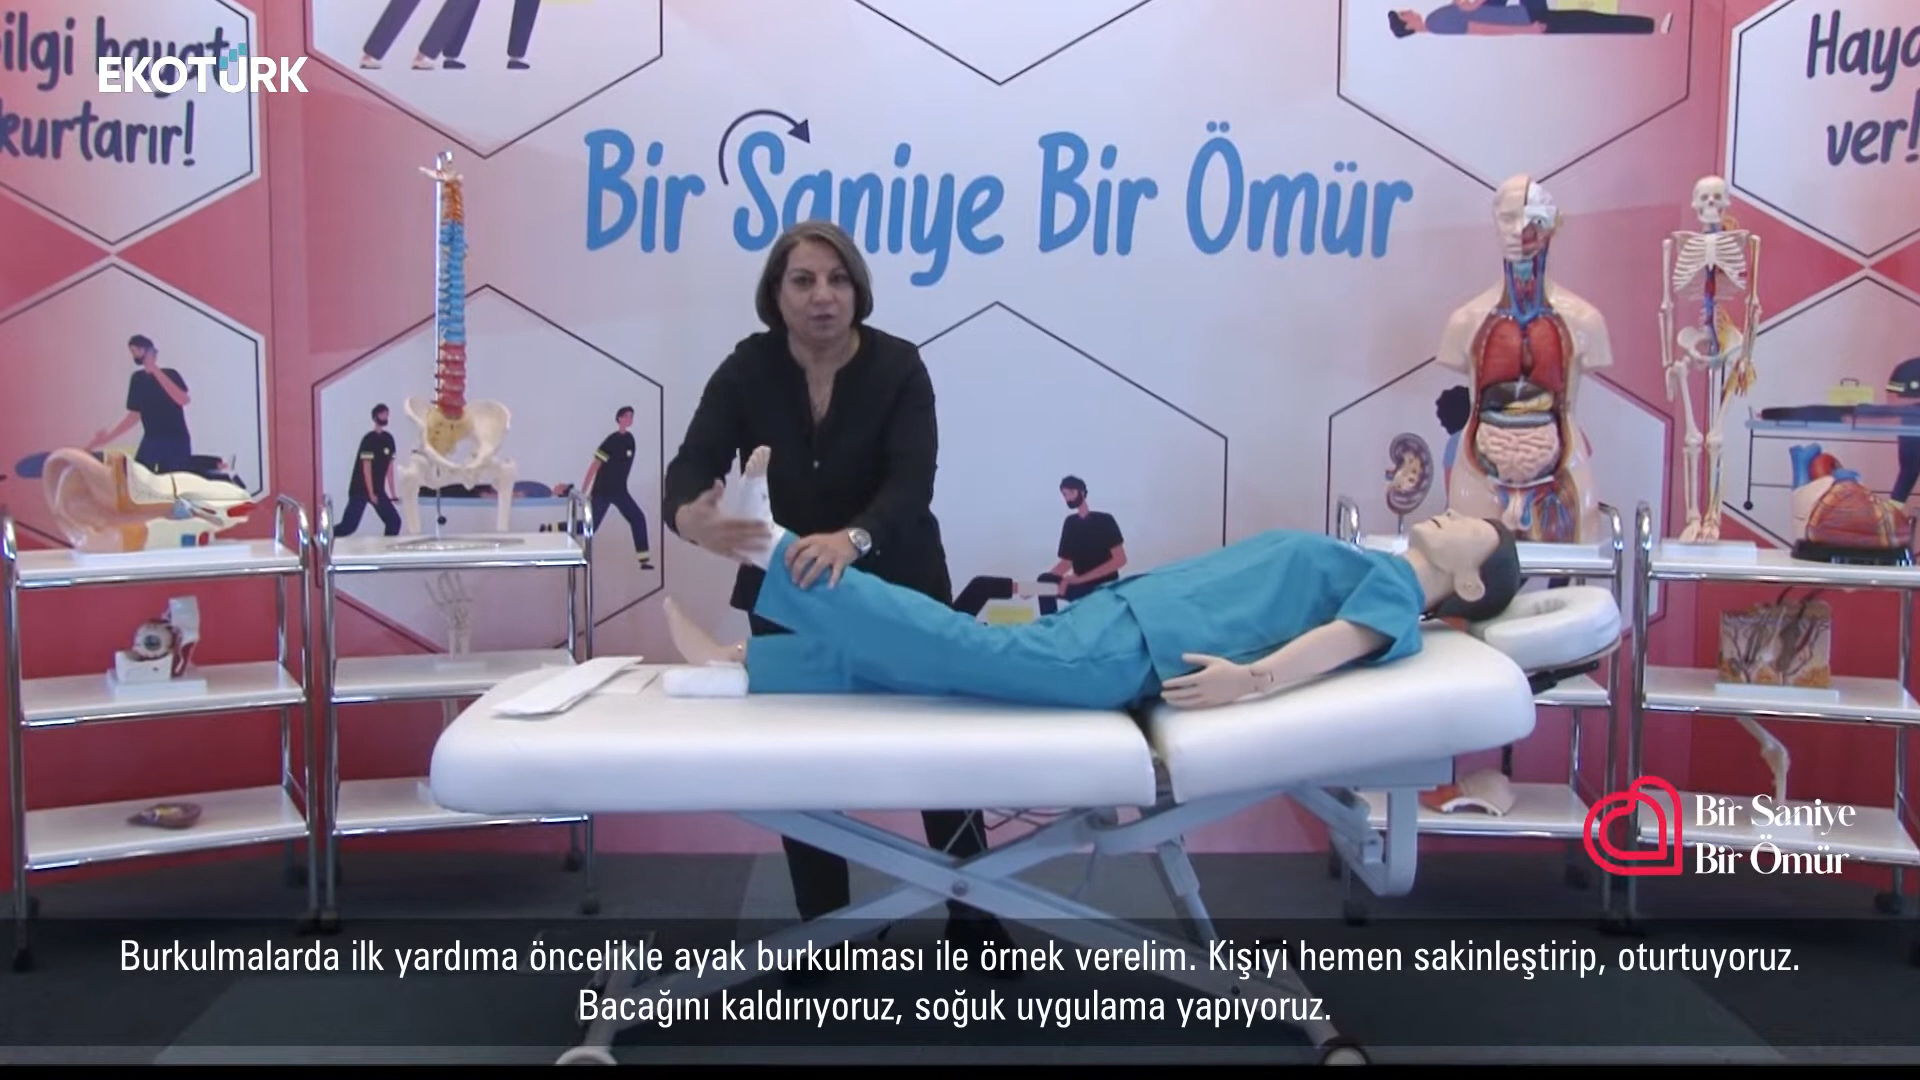 ilgi hayat
kurtarır!
EKOTÜRK
Bir Saniye Bir Ömür
ver!
Bir Saniye
Bir Ömür
Burkulmalarda ilk yardıma öncelikle ayak burkulması ile örnek verelim. Kişiyi hemen sakinleştirip, oturtuyoruz.
Bacağını kaldırıyoruz, soğuk uygulama yapıyoruz.